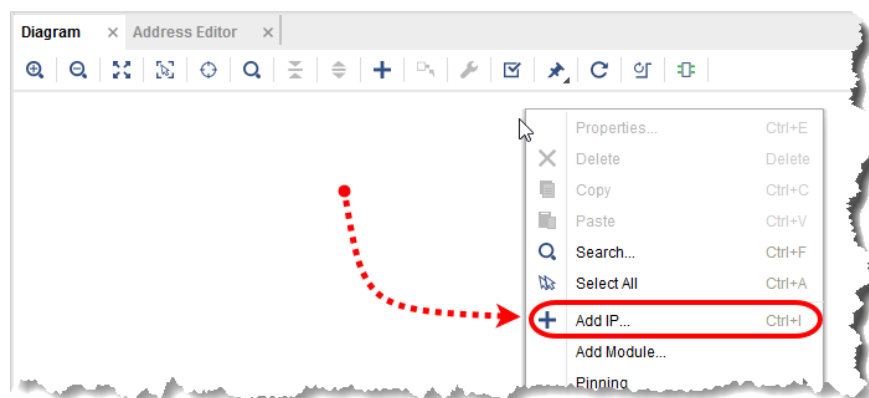 Diagram × Address Editor ×
Properties... Ctrl+E
Delete Delete
Copy Ctrl+C
Paste Ctrl+V
Search... Ctrl+F
Select All Ctrl+A
Add IP... Ctrl+I
Add Module...
Pinning